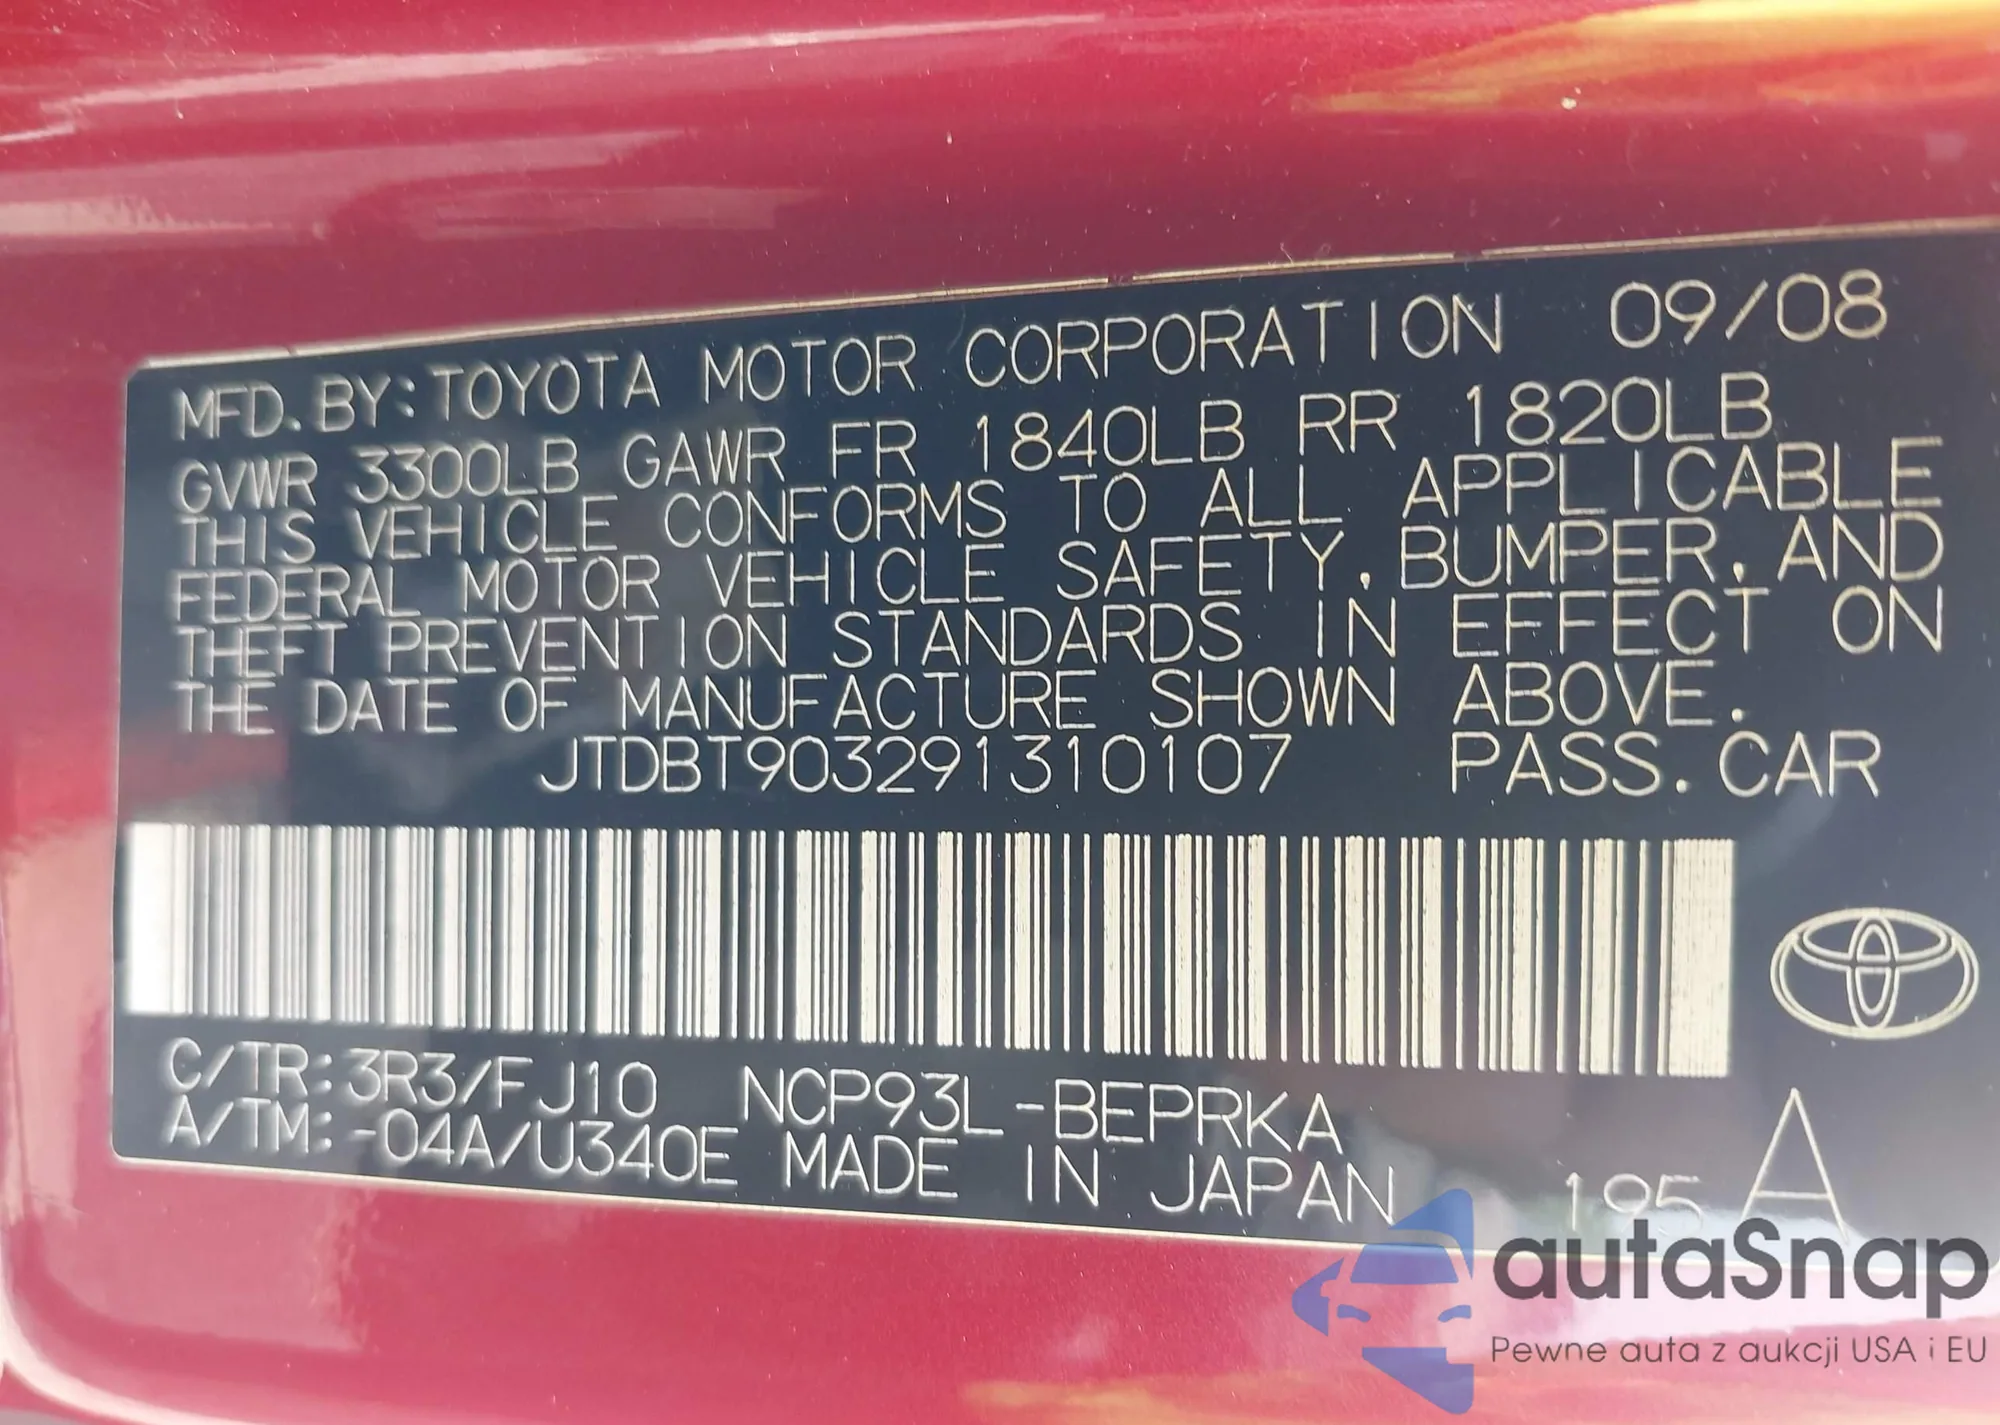 MFD. BY: TOYOTA MOTOR CORPORATION 09/08
GVWR 3300LB GAWR FR 1840LB RR 1820LB
THIS VEHICLE CONFORMS TO ALL APPLICABLE
FEDERAL MOTOR VEHICLE SAFETY, BUMPER, AND
THEFT PREVENTION STANDARDS IN EFFECT ON
THE DATE OF MANUFACTURE SHOWN ABOVE.
JTDBT903291310107 PASS. CAR
C/TR: 3R3/FJ10 NCP93L-BEPRKA
A/TM: -04A/U340E MADE IN JAPAN 195 A
autaSnap
Pewne auta z aukcji USA i EU